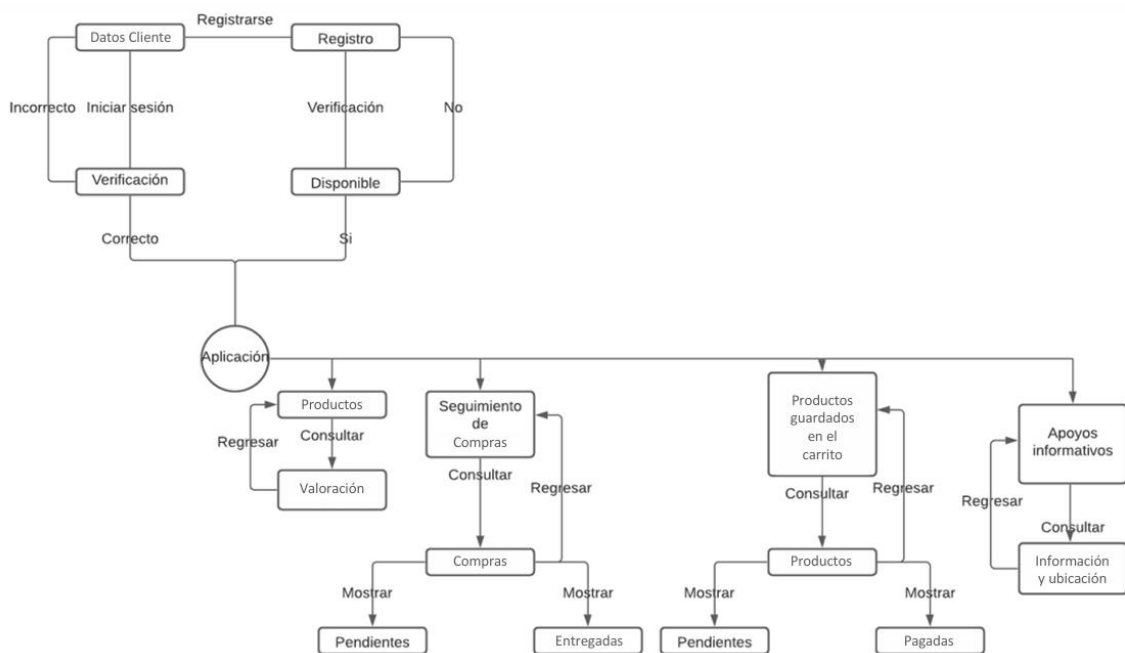 Registrarse
Datos Cliente
Registro
Incorrecto
Iniciar sesión
Verificación
No
Verificación
Disponible
Correcto
Si
Aplicación
Productos
Seguimiento
de
Compras
Productos
guardados
en el
carrito
Apoyos
informativos
Regresar
Consultar
Valoración
Consultar
Regresar
Consultar
Regresar
Regresar
Consultar
Compras
Productos
Información
y ubicación
Mostrar
Mostrar
Mostrar
Mostrar
Pendientes
Entregadas
Pendientes
Pagadas